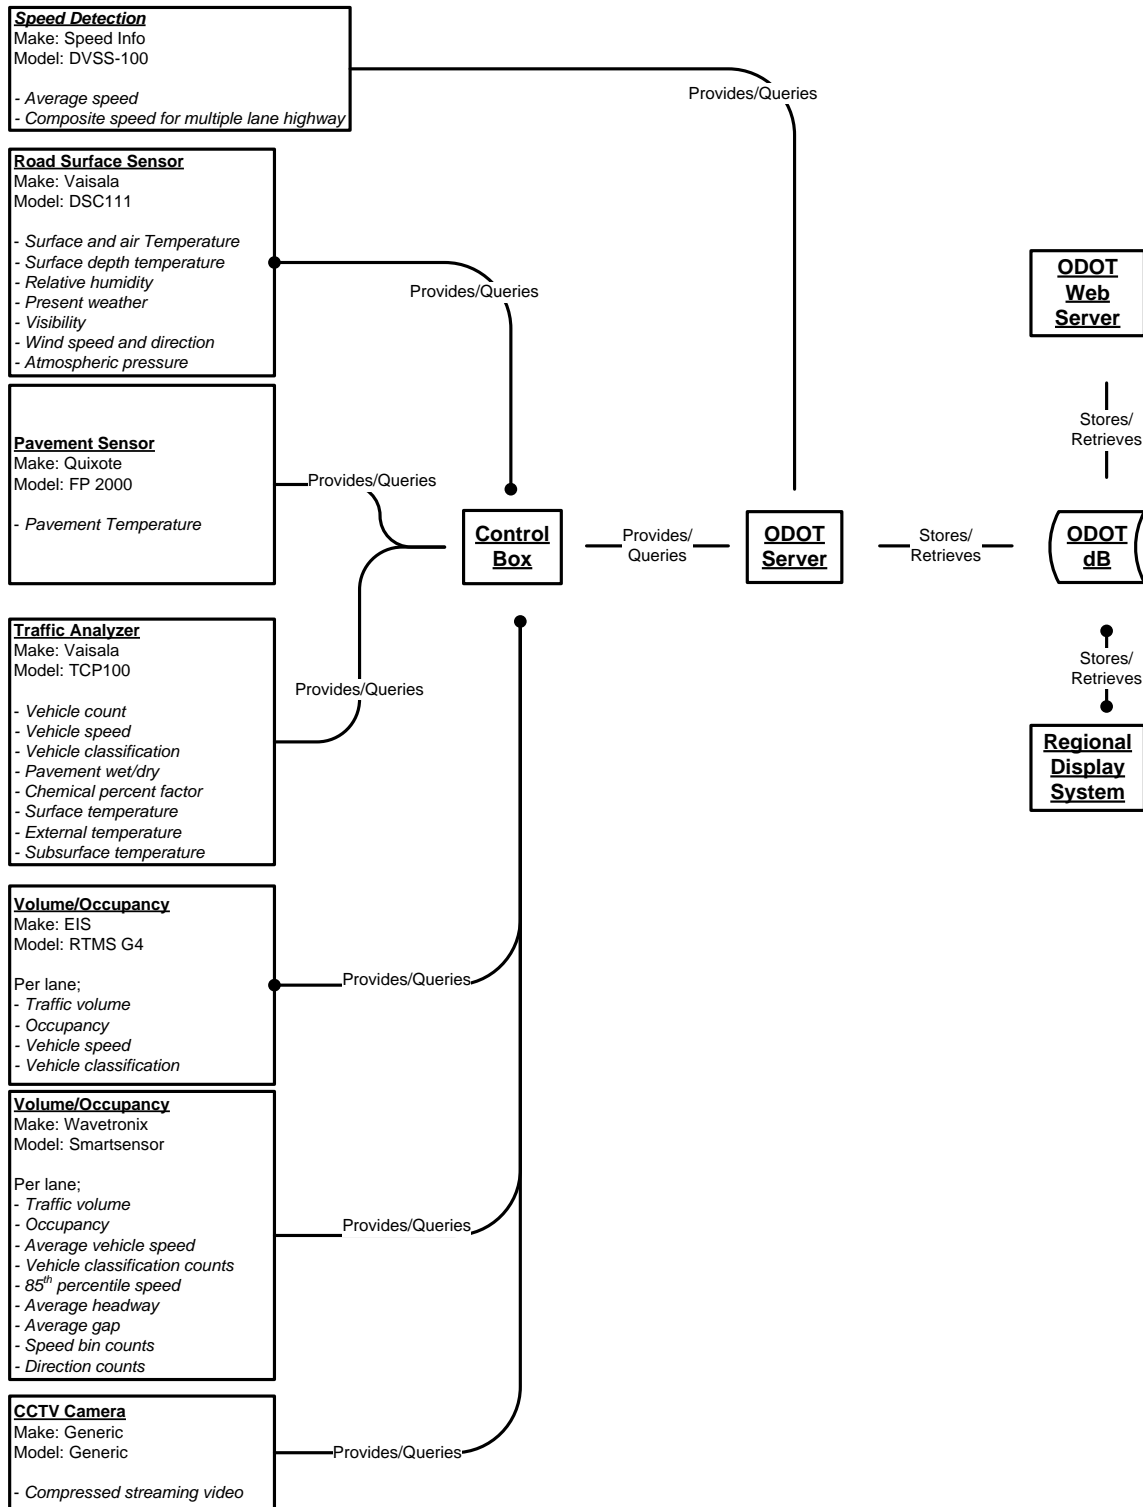 Speed Detection
Make: Speed Info
Model: DVSS-100
- Average speed
- Composite speed for multiple lane highway
Provides/Queries
Road Surface Sensor
Make: Vaisala
Model: DSC111
- Surface and air Temperature
- Surface depth temperature
- Relative humidity
- Present weather
- Visibility
- Wind speed and direction
- Atmospheric pressure
Provides/Queries
ODOT
Web
Server
Stores/
Retrieves
Pavement Sensor
Make: Quixote
Model: FP 2000
- Pavement Temperature
Provides/Queries
Control
Box
Provides/
Queries
ODOT
Server
Stores/
Retrieves
ODOT
dB
Stores/
Retrieves
Regional
Display
System
Traffic Analyzer
Make: Vaisala
Model: TCP100
- Vehicle count
- Vehicle speed
- Vehicle classification
- Pavement wet/dry
- Chemical percent factor
- Surface temperature
- External temperature
- Subsurface temperature
Provides/Queries
Volume/Occupancy
Make: EIS
Model: RTMS G4
Per lane;
- Traffic volume
- Occupancy
- Vehicle speed
- Vehicle classification
Provides/Queries
Volume/Occupancy
Make: Wavetronix
Model: Smartsensor
Per lane;
- Traffic volume
- Occupancy
- Average vehicle speed
- Vehicle classification counts
- 85th percentile speed
- Average headway
- Average gap
- Speed bin counts
- Direction counts
Provides/Queries
CCTV Camera
Make: Generic
Model: Generic
- Compressed streaming video
Provides/Queries